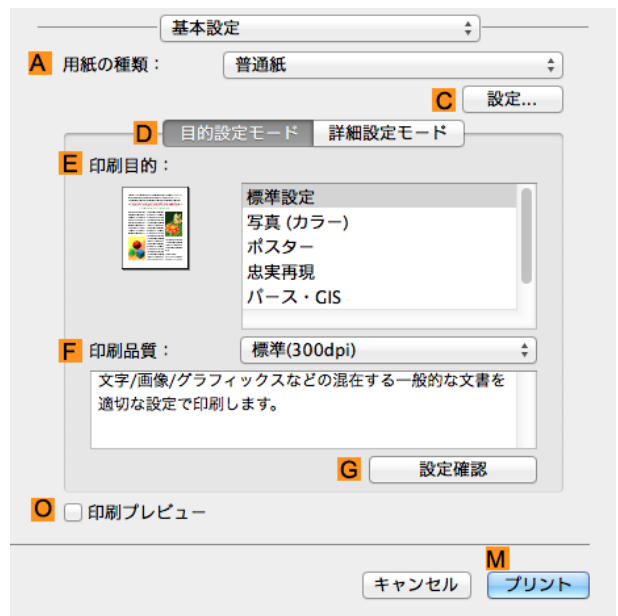 基本設定
A 用紙の種類： 普通紙
C 設定...
D 目的設定モード 詳細設定モード
E 印刷目的：
標準設定
写真 (カラー)
ポスター
忠実再現
パース・GIS
F 印刷品質： 標準(300dpi)
文字/画像/グラフィックスなどの混在する一般的な文書を
適切な設定で印刷します。
G 設定確認
O 印刷プレビュー
M
キャンセル プリント